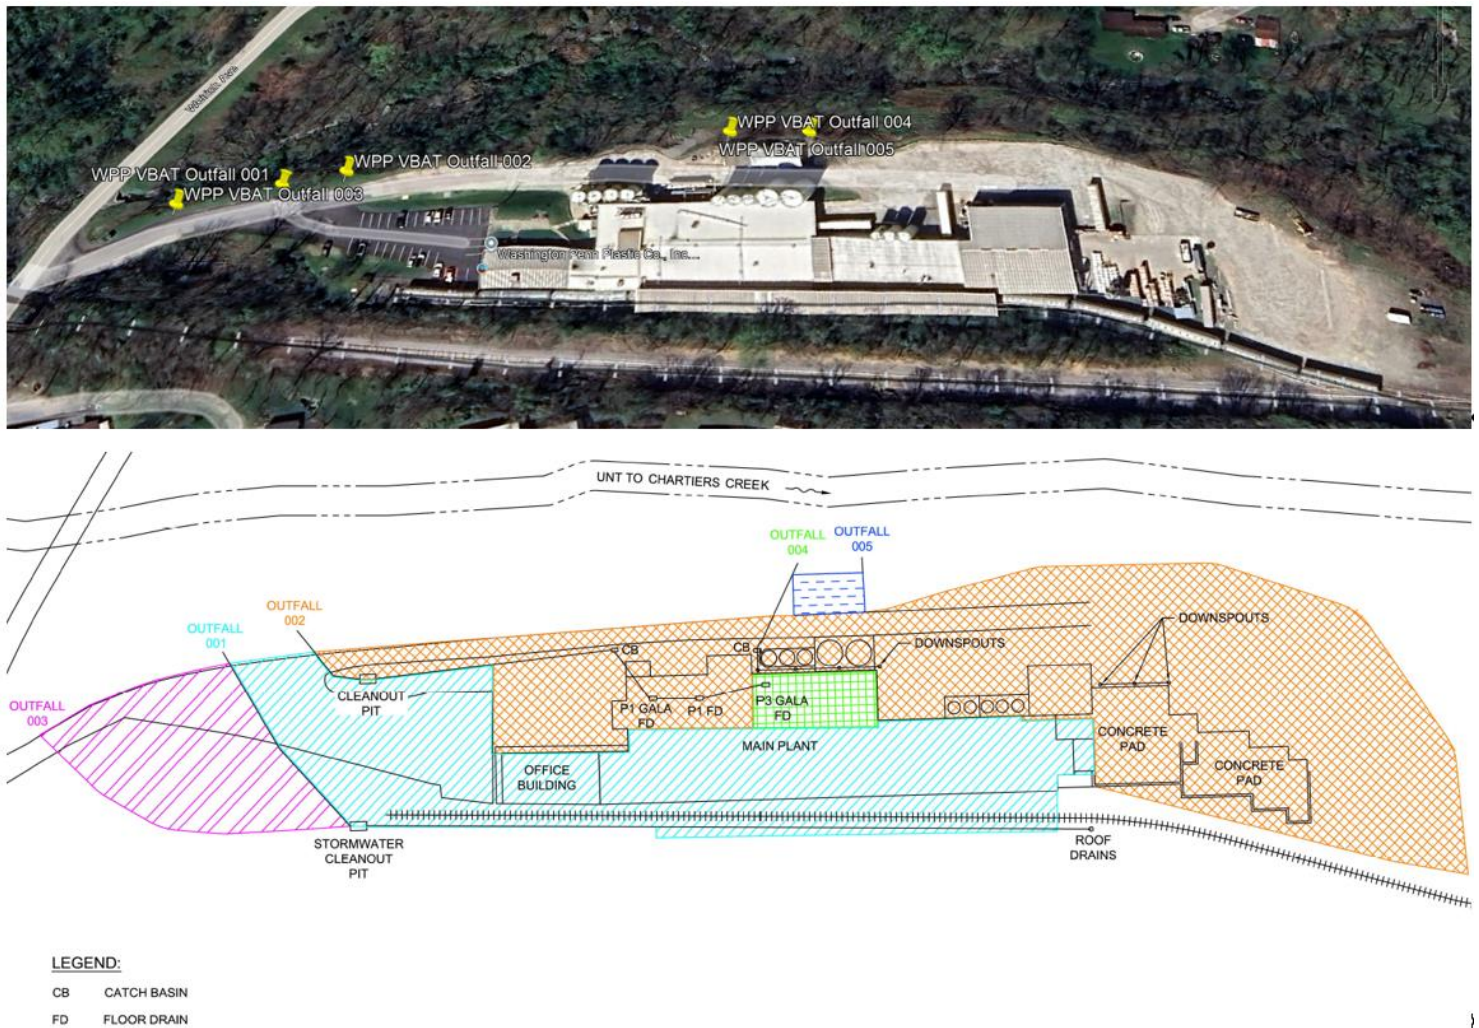 WPP VBAT Outfall 004
WPP VBAT Outfall 005
WPP VBAT Outfall 002
WPP VBAT Outfall 001
WPP VBAT Outfall 003
Washington Penn Plastic Co., Inc...
UNT TO CHARTIERS CREEK
OUTFALL
004
OUTFALL
005
OUTFALL
002
OUTFALL
001
OUTFALL
003
DOWNSPOUTS
CB
CB
DOWNSPOUTS
CLEANOUT
PIT
P1 GALA
FD
P1 FD
P3 GALA
FD
MAIN PLANT
CONCRETE
PAD
CONCRETE
PAD
OFFICE
BUILDING
STORMWATER
CLEANOUT
PIT
ROOF
DRAINS
LEGEND:
CB CATCH BASIN
FD FLOOR DRAIN